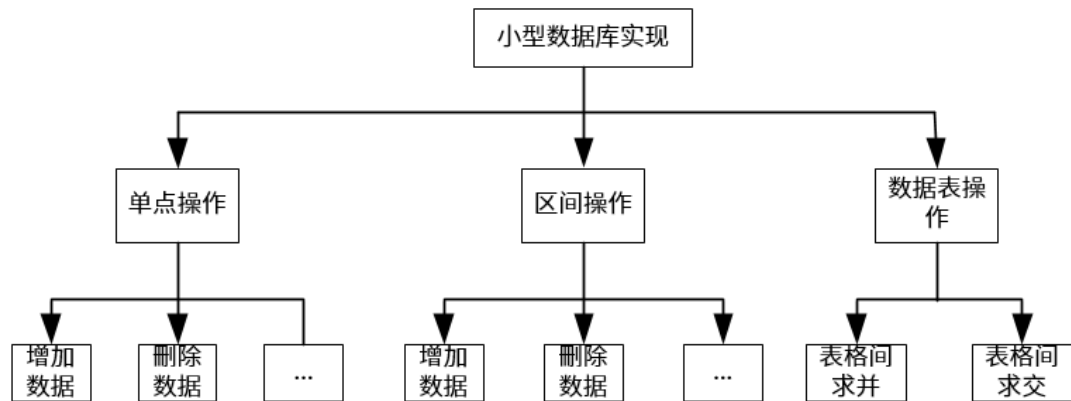 小型数据库实现
单点操作
区间操作
数据表操
作
增加
数据
刪除
数据
...
增加
数据
刪除
数据
...
表格间
求并
表格间
求交